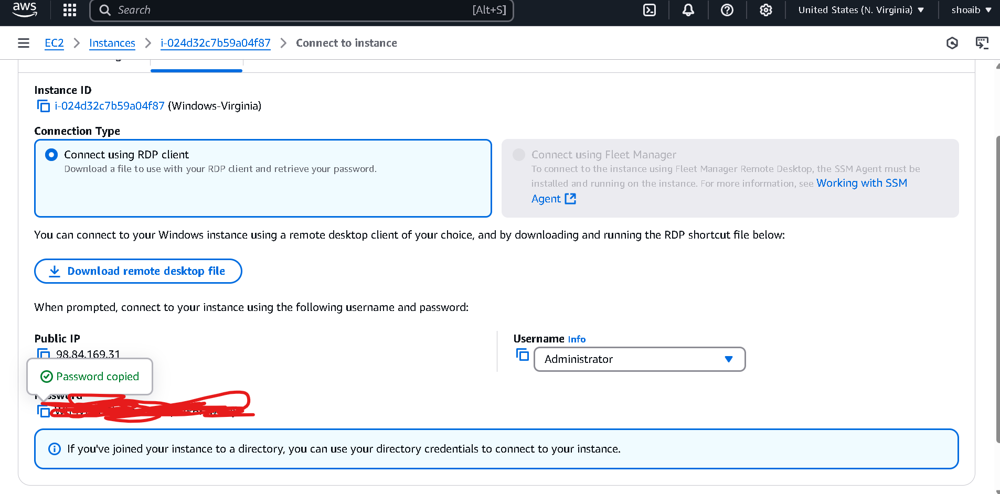 aws
Search [Alt+S]
United States (N. Virginia)
shoaib
EC2 Instances i-024d32c7b59a04f87 Connect to instance
Instance ID
i-024d32c7b59a04f87 (Windows-Virginia)
Connection Type
Connect using RDP client
Download a file to use with your RDP client and retrieve your password.
Connect using Fleet Manager
To connect to the instance using Fleet Manager Remote Desktop, the SSM Agent must be
installed and running on the instance. For more information, see Working with SSM
Agent
You can connect to your Windows instance using a remote desktop client of your choice, and by downloading and running the RDP shortcut file below:
Download remote desktop file
When prompted, connect to your instance using the following username and password:
Public IP
98.84.169.31
Username Info
Administrator
Password copied
Password
If you've joined your instance to a directory, you can use your directory credentials to connect to your instance.